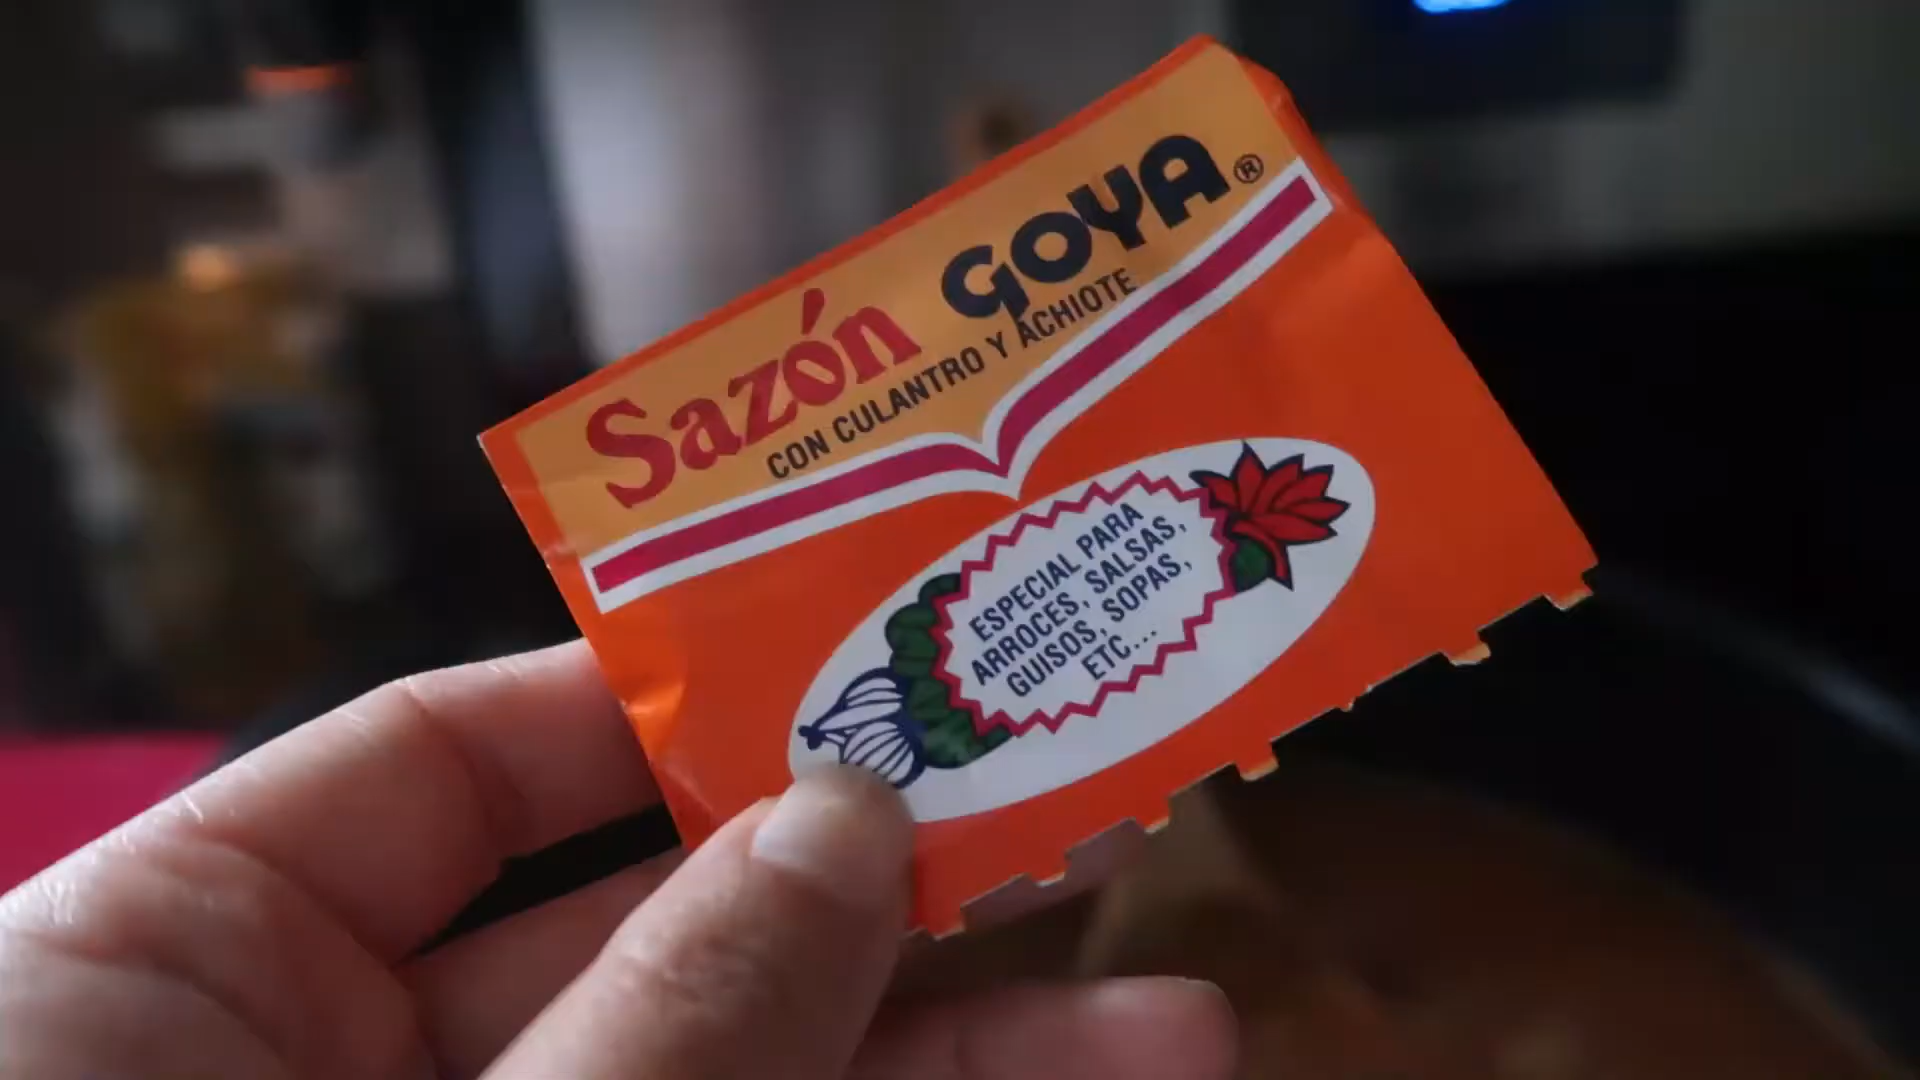 Sazón GOYA®
CON CULANTRO Y ACHIOTE
ESPECIAL PARA
ARROCES, SALSAS,
GUISOS, SOPAS,
ETC...